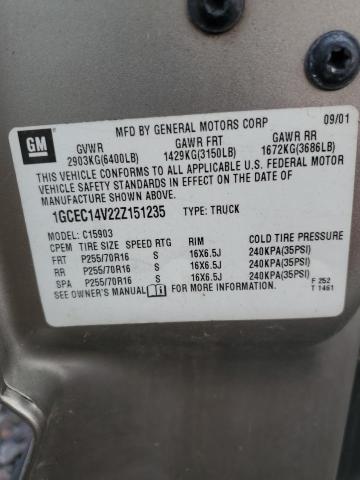 GM
09/01
MFD BY GENERAL MOTORS CORP
GVWR GAWR FRT GAWR RR
2903KG(6400LB) 1429KG(3150LB) 1672KG(3686LB)
THIS VEHICLE CONFORMS TO ALL APPLICABLE U.S. FEDERAL MOTOR
VEHICLE SAFETY STANDARDS IN EFFECT ON THE DATE OF
MANUFACTURE SHOWN ABOVE.
1GCEC14V22Z151235 TYPE: TRUCK
MODEL: C15903
CPEM TIRE SIZE SPEED RTG RIM COLD TIRE PRESSURE
FRT P255/70R16 S 16X6.5J 240KPA(35PSI)
RR P255/70R16 S 16X6.5J 240KPA(35PSI)
SPA P255/70R16 S 16X6.5J 240KPA(35PSI)
SEE OWNER'S MANUAL FOR MORE INFORMATION F 252
T 1461